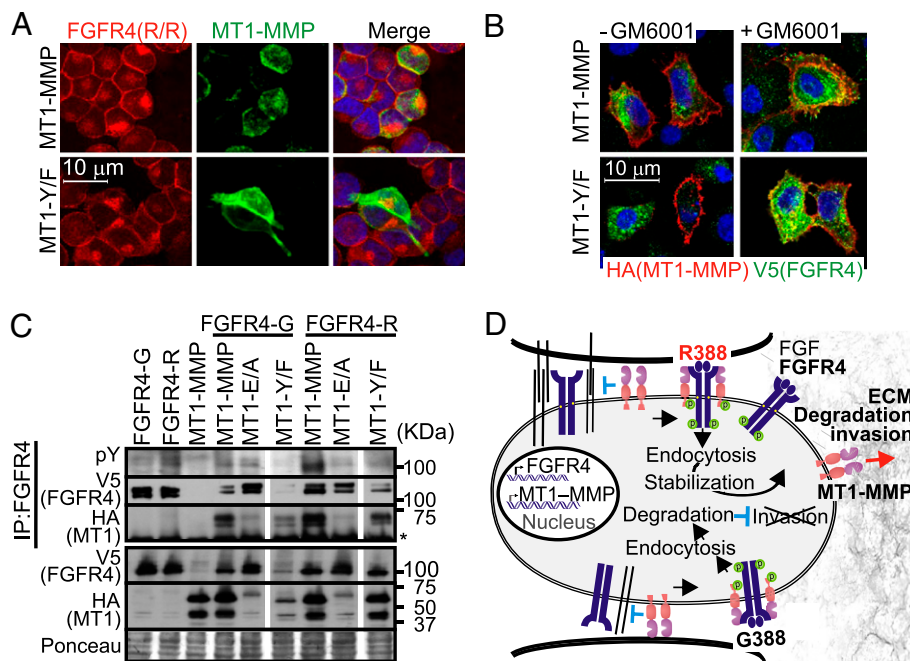 A
FGFR4(R/R)
MT1-MMP
Merge
MT1-MMP
MT1-Y/F
10 μm
B
- GM6001
+ GM6001
MT1-MMP
MT1-Y/F
10 μm
HA(MT1-MMP) V5(FGFR4)
C
FGFR4-G
FGFR4-R
FGFR4-G
FGFR4-R
MT1-MMP
MT1-MMP
MT1-E/A
MT1-Y/F
MT1-MMP
MT1-E/A
MT1-Y/F
(KDa)
IP:FGFR4
pY
100
V5
(FGFR4)
100
HA
(MT1)
75
*
V5
(FGFR4)
100
HA
(MT1)
75
50
37
Ponceau
D
R388
FGF
FGFR4
P P P P P P P
ECM
Degradation
invasion
MT1-MMP
Endocytosis
Stabilization
FGFR4
MT1–MMP
Nucleus
Degradation
Invasion
Endocytosis
P P P P
G388